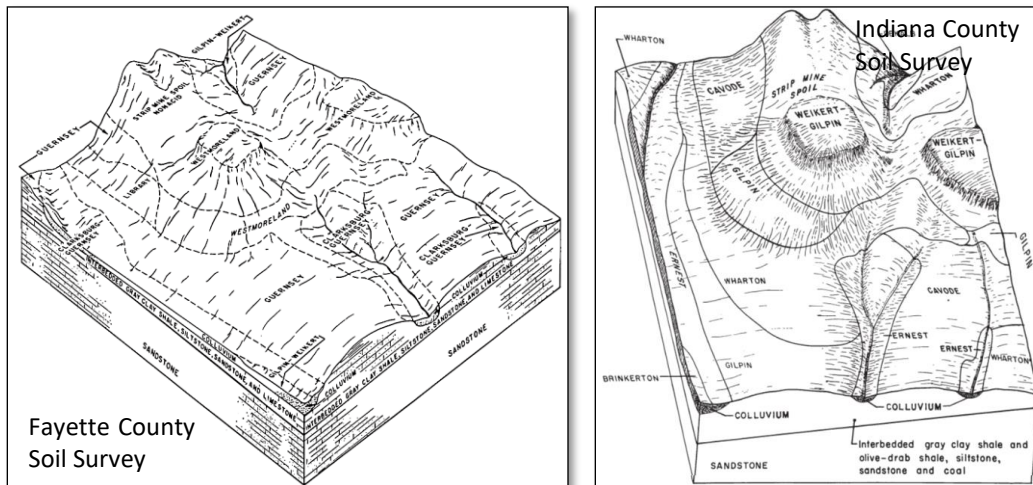 GILPIN-WEIKERT
GUERNSEY
WESTMORELAND
STRIP MINE SPOIL
NONACID
GUERNSEY
WESTMORELAND
LIBRARY
WESTMORELAND
CLARKSBURG-
GUERNSEY
CLARKSBURG
GUERNSEY
GUERNSEY
CLARKSBURG-
GUERNSEY
GUERNSEY
COLLUVIUM
COLLUVIUM
GILPIN-WEIKERT
COLLUVIUM
INTERBEDDED GRAY CLAY SHALE, SILTSTONE, SANDSTONE, AND LIMESTONE
INTERBEDDED, GRAY CLAY SHALE, SILTSTONE, SANDSTONE, AND LIMESTONE
SANDSTONE
SANDSTONE
Fayette County
Soil Survey
Indiana County
Soil Survey
WHARTON
CAVODE
STRIP MINE
SPOIL
WHARTON
WEIKERT-
GILPIN
WEIKERT-
GILPIN
GILPIN
GILPIN
ERNEST
WHARTON
CAVODE
ERNEST
ERNEST
WHARTON
GILPIN
BRINKERTON
COLLUVIUM
COLLUVIUM
Interbedded gray clay shale and
olive-drab shale, siltstone,
sandstone and coal
SANDSTONE